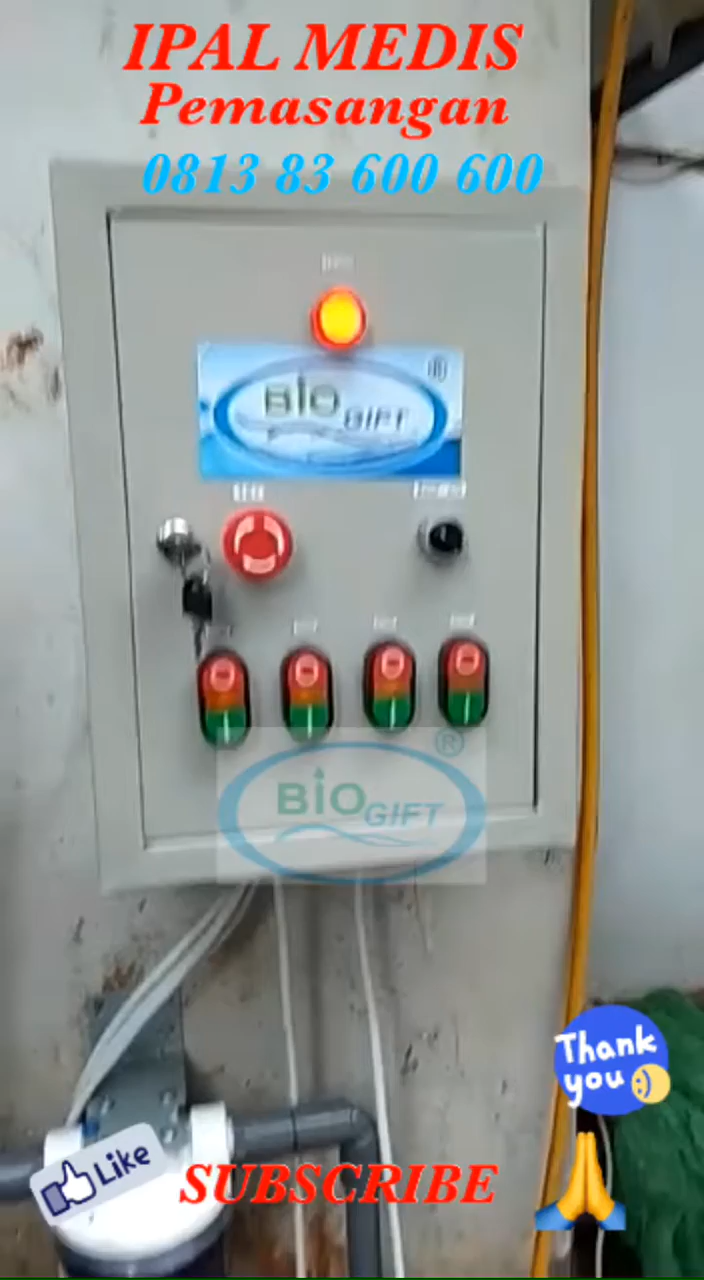 IPAL MEDIS
Pemasangan
0813 83 600 600
BIO GIFT
®
BIO GIFT
Thank you
Like
SUBSCRIBE